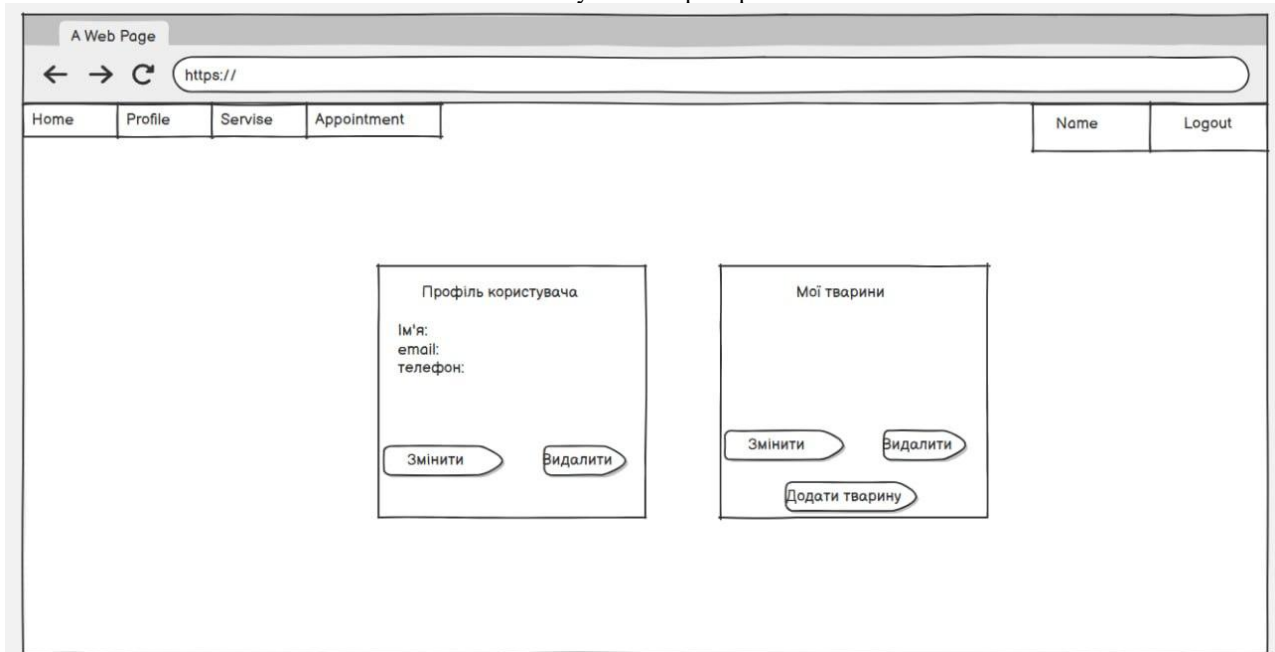 A Web Page
https://
Home Profile Servise Appointment Name Logout
Профіль користувача
Ім'я:
email:
телефон:
Змінити Видалити
Мої тварини
Змінити Видалити
Додати тварину